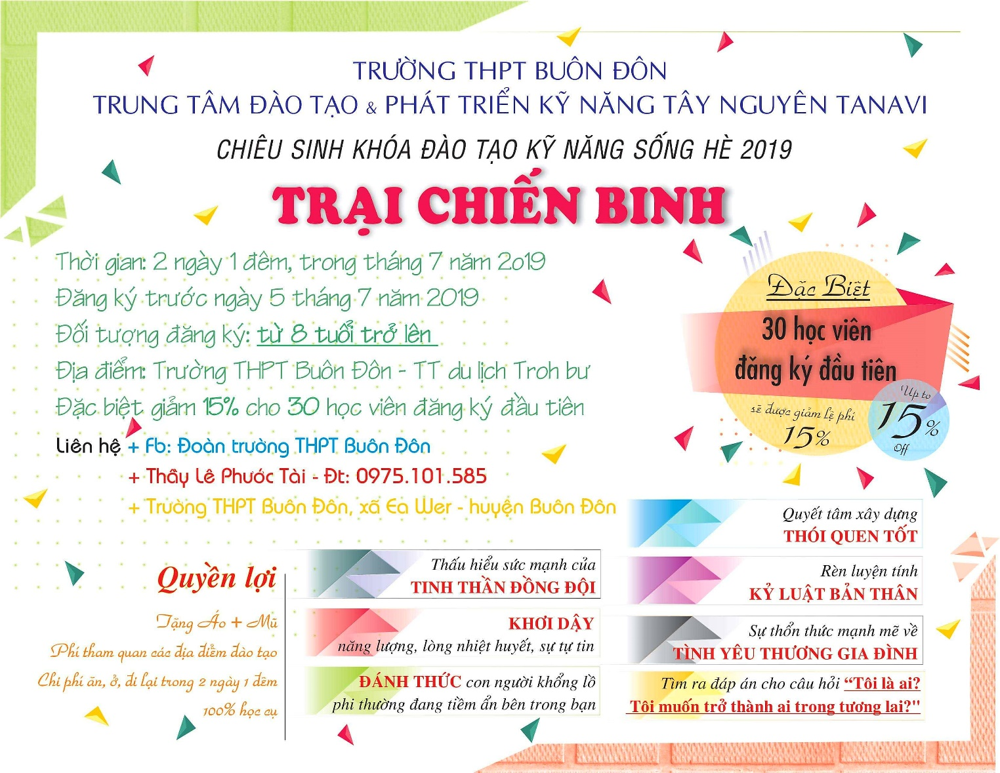 TRƯỜNG THPT BUÔN ĐÔN
TRUNG TÂM ĐÀO TẠO & PHÁT TRIỂN KỸ NĂNG TÂY NGUYÊN TANAVI
CHIÊU SINH KHÓA ĐÀO TẠO KỸ NĂNG SỐNG HÈ 2019
TRẠI CHIẾN BINH
Thời gian: 2 ngày 1 đêm, trong tháng 7 năm 2o19
Đăng ký trước ngày 5 tháng 7 năm 2019
Đối tượng đăng ký: từ 8 tuổi trở lên
Địa điểm: Trường THPT Buôn Đôn - TT du lịch Troh bư
Đặc biệt giảm 15% cho 30 học viên đăng ký đầu tiên
Liên hệ + Fb: Đoàn trường THPT Buôn Đôn
+ Thầy Lê Phước Tài - Đt: 0975.101.585
+ Trường THPT Buôn Đôn, xã Ea Wer - huyện Buôn Đôn
Đặc Biệt
30 học viên
đăng ký đầu tiên
sẽ được giảm lệ phí
15%
Up to
15%
Off
Quyền lợi
Tặng Áo + Mũ
Phí tham quan các địa điểm đào tạo
Chi phí ăn, ở, đi lại trong 2 ngày 1 đêm
100% học cụ
Thấu hiểu sức mạnh của
TINH THẦN ĐỒNG ĐỘI
KHƠI DẬY
năng lượng, lòng nhiệt huyết, sự tự tin
ĐÁNH THỨC con người khổng lồ
phi thường đang tiềm ẩn bên trong bạn
Quyết tâm xây dựng
THÓI QUEN TỐT
Rèn luyện tính
KỶ LUẬT BẢN THÂN
Sự thổn thức mạnh mẽ về
TÌNH YÊU THƯƠNG GIA ĐÌNH
Tìm ra đáp án cho câu hỏi “Tôi là ai?
Tôi muốn trở thành ai trong tương lai?"